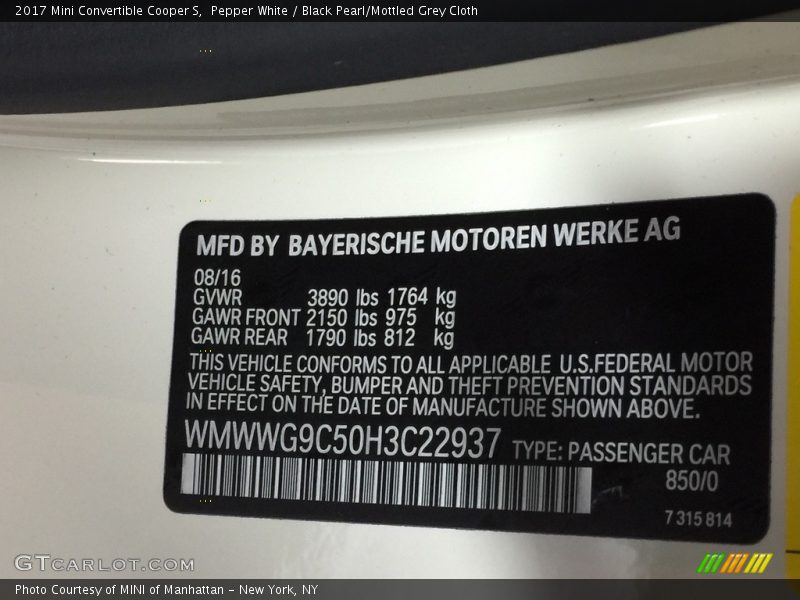 2017 Mini Convertible Cooper S,  Pepper White / Black Pearl/Mottled Grey Cloth
MFD BY BAYERISCHE MOTOREN WERKE AG
08/16
GVWR 3890 lbs 1764 kg
GAWR FRONT 2150 lbs 975 kg
GAWR REAR 1790 lbs 812 kg
THIS VEHICLE CONFORMS TO ALL APPLICABLE U.S.FEDERAL MOTOR
VEHICLE SAFETY, BUMPER AND THEFT PREVENTION STANDARDS
IN EFFECT ON THE DATE OF MANUFACTURE SHOWN ABOVE.
WMWWG9C50H3C22937 TYPE: PASSENGER CAR
850/0
7 315 814
GTCARLOT.COM
Photo Courtesy of MINI of Manhattan – New York, NY